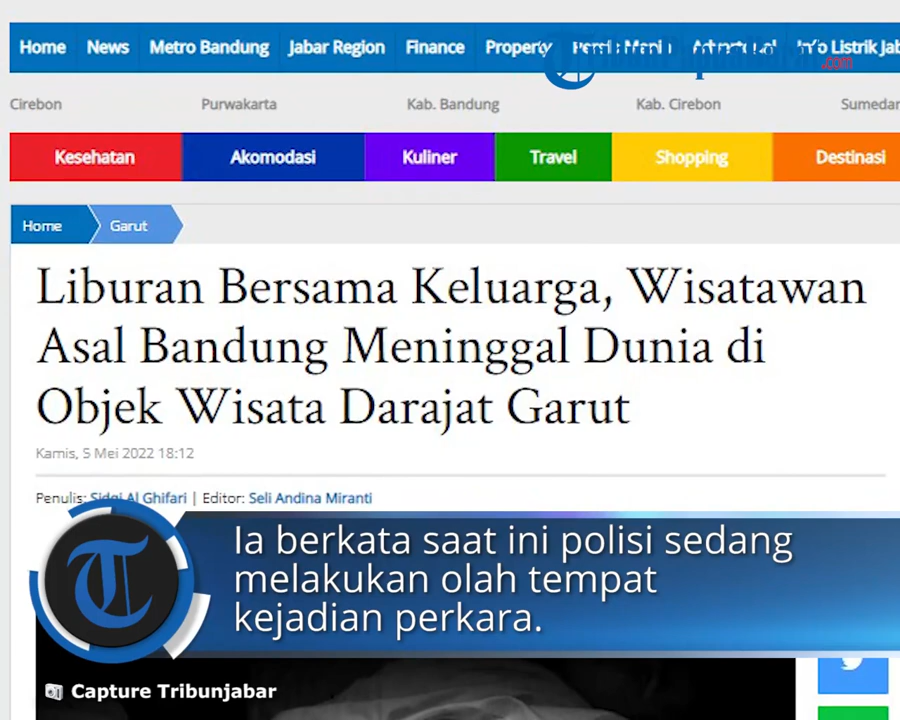 Home News Metro Bandung Jabar Region Finance Property
Cirebon Purwakarta Kab. Bandung Kab. Cirebon Sumedan
Kesehatan Akomodasi Kuliner Travel Shopping Destinasi
Home Garut
Liburan Bersama Keluarga, Wisatawan
Asal Bandung Meninggal Dunia di
Objek Wisata Darajat Garut
Kamis, 5 Mei 2022 18:12
Penulis: Sidqi Al Ghifari | Editor: Seli Andina Miranti
Ia berkata saat ini polisi sedang
melakukan olah tempat
kejadian perkara.
Capture Tribunjabar